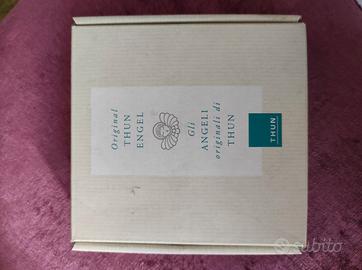 Original
THUN
ENGEL
Gli
ANGELI
originali di
THUN
THUN
subito